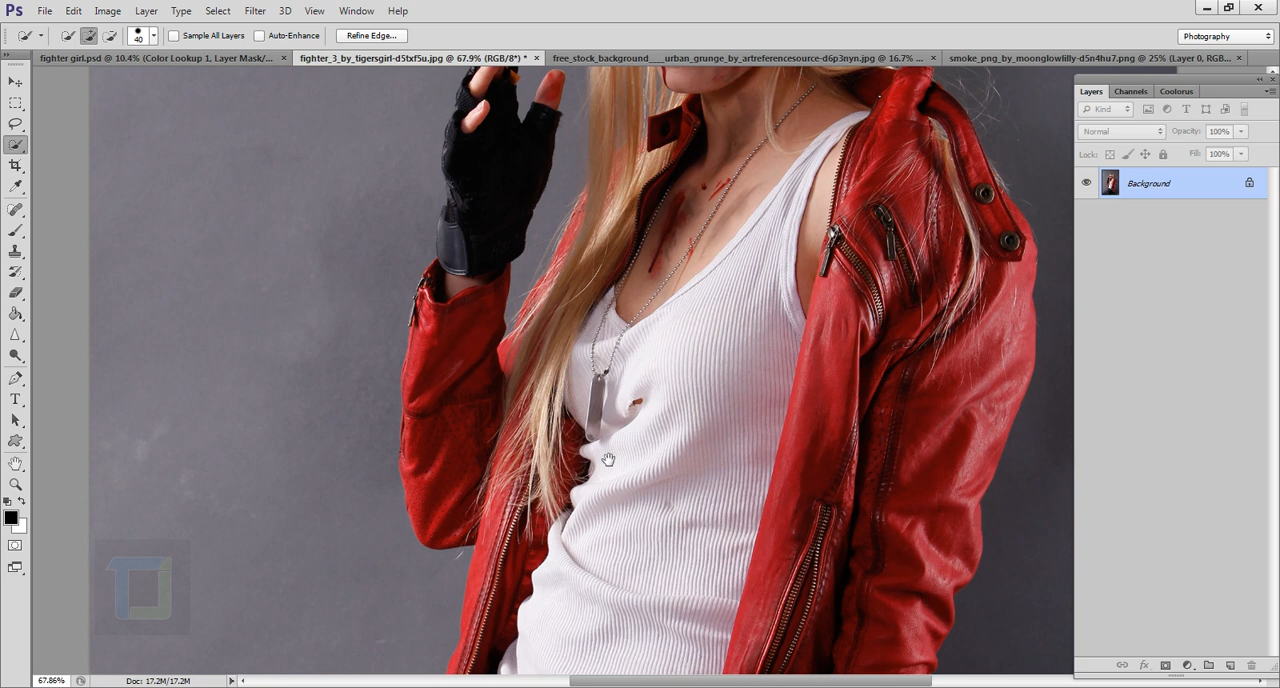 Ps File Edit Image Layer Type Select Filter 3D View Window Help
40 Sample All Layers Auto-Enhance Refine Edge... Photography
fighter girl.psd @ 10.4% (Color Lookup 1, Layer Mask/... × fighter_3_by_tigersgirl-d5txf5u.jpg @ 67.9% (RGB/8*) * × free_stock_background___urban_grunge_by_artreferencesource-d6p3nyn.jpg @ 16.7% ... × smoke_png_by_moonglowlilly-d5n4hu7.png @ 25% (Layer 0, RGB... ×
Layers Channels Coolorus
Kind
Normal Opacity: 100%
Lock: Fill: 100%
Background
67.86% Doc: 17.2M/17.2M